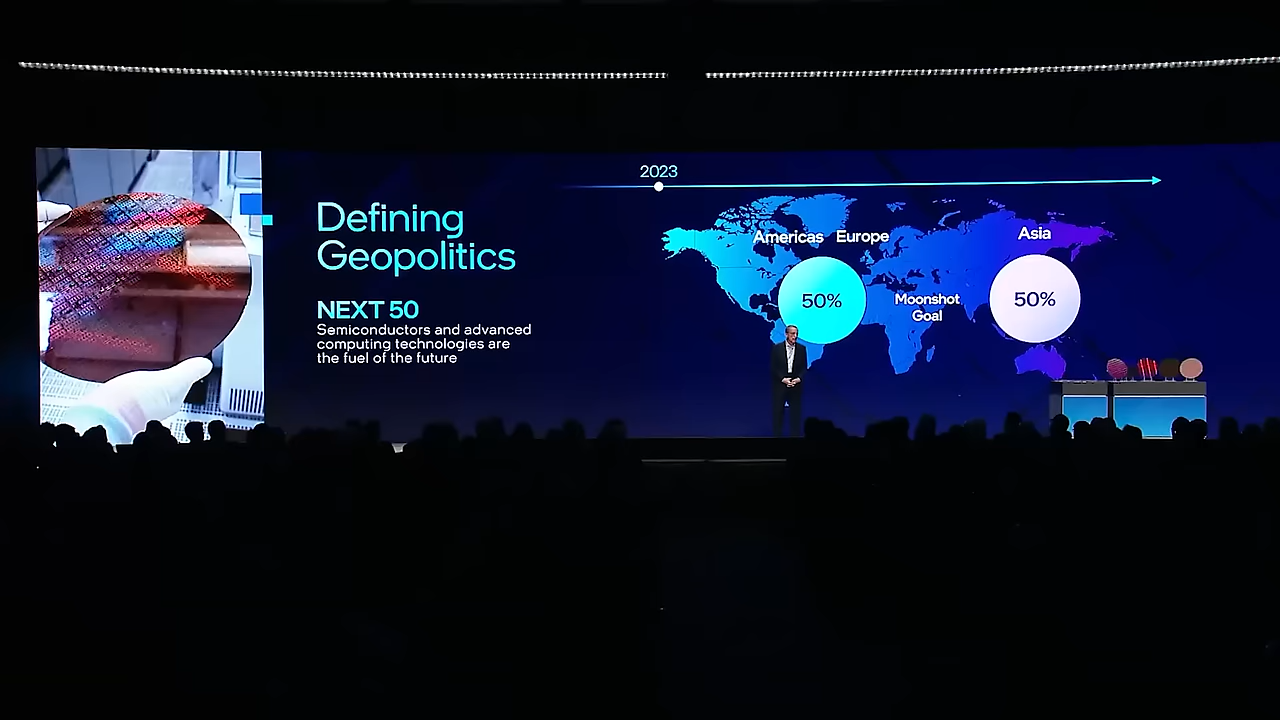 Defining
Geopolitics
NEXT 50
Semiconductors and advanced
computing technologies are
the fuel of the future
2023
Americas Europe
50%
Moonshot
Goal
Asia
50%